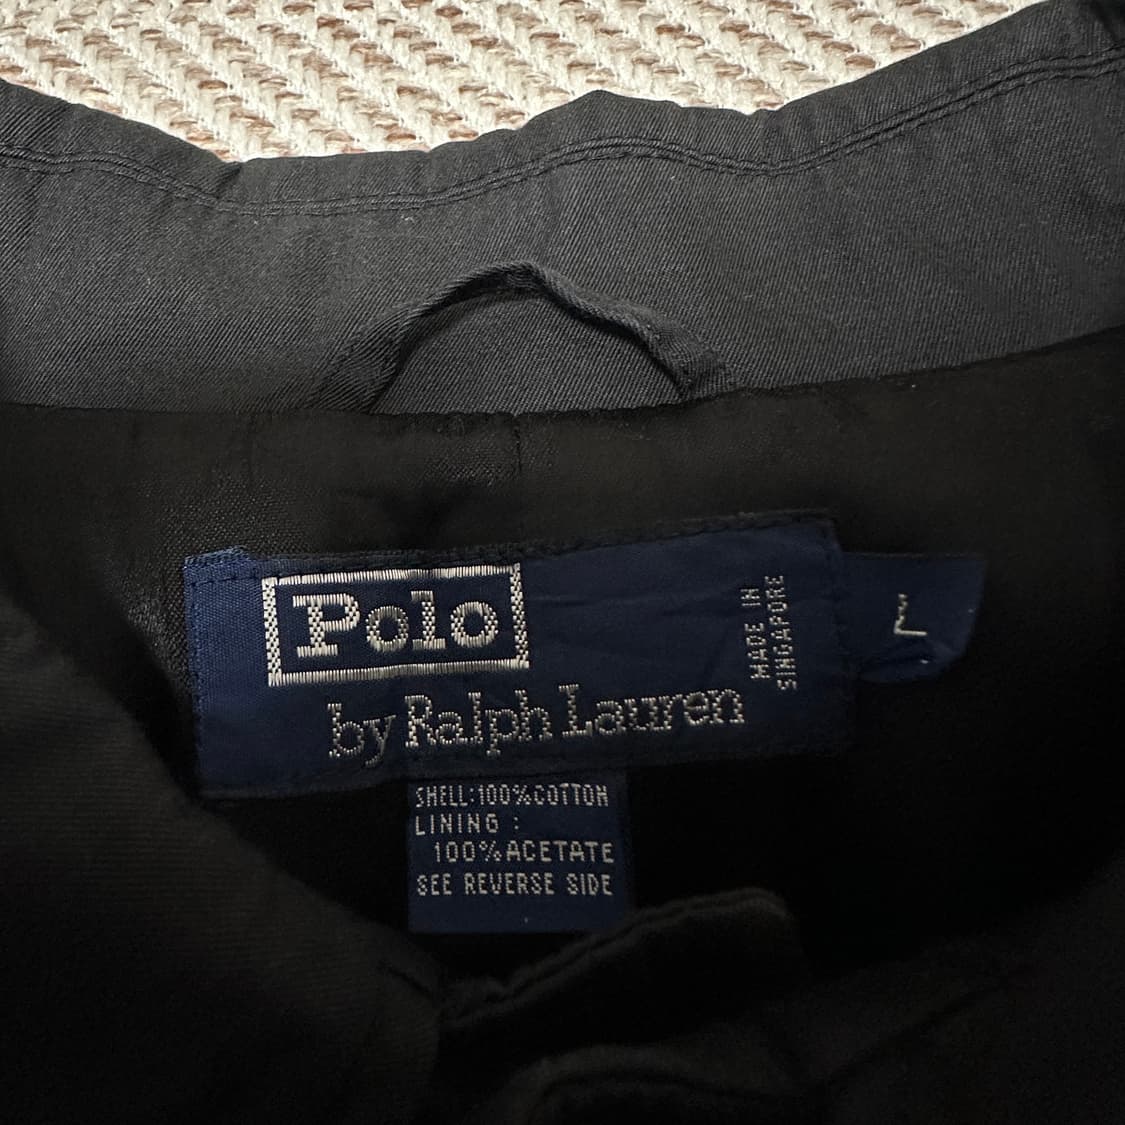 Polo
by Ralph Lauren
MADE IN
SINGAPORE
L
SHELL:100%COTTON
LINING :
100%ACETATE
SEE REVERSE SIDE